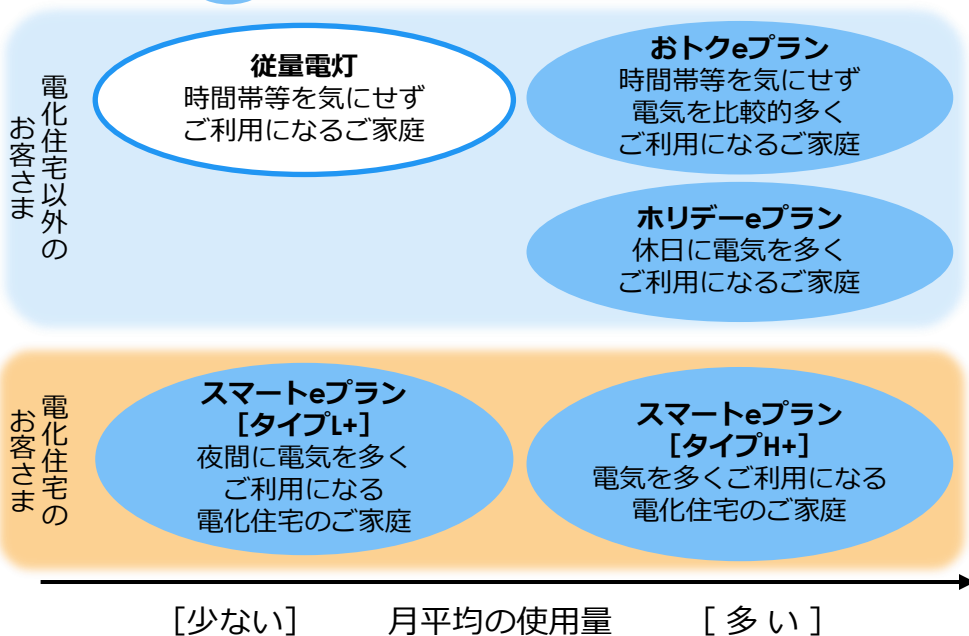 電化住宅以外の
お客さま
従量電灯
時間帯等を気にせず
ご利用になるご家庭
おトクeプラン
時間帯等を気にせず
電気を比較的多く
ご利用になるご家庭
ホリデーeプラン
休日に電気を多く
ご利用になるご家庭
電化住宅の
お客さま
スマートeプラン
［タイプL+］
夜間に電気を多く
ご利用になる
電化住宅のご家庭
スマートeプラン
［タイプH+］
電気を多くご利用になる
電化住宅のご家庭
［少ない］ 月平均の使用量 ［ 多 い ］